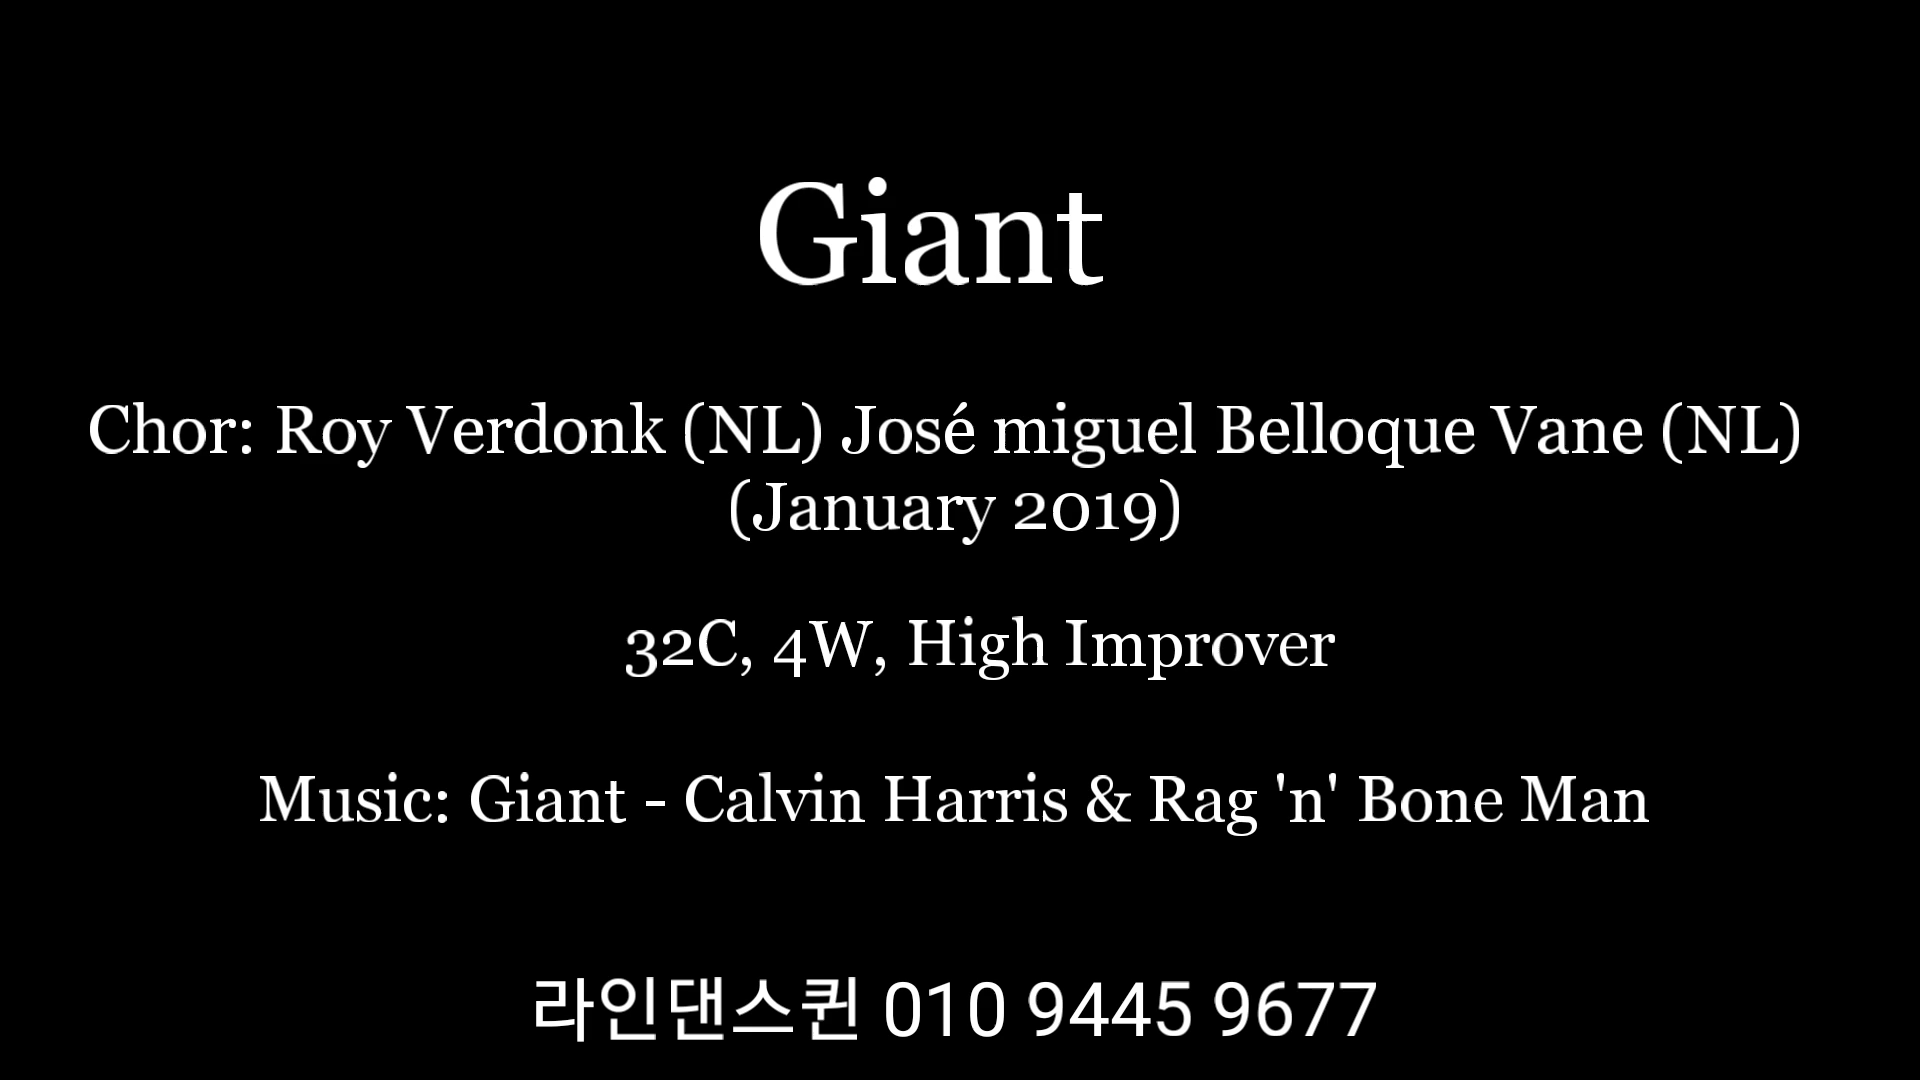 Giant
Chor: Roy Verdonk (NL) José miguel Belloque Vane (NL)
(January 2019)
32C, 4W, High Improver
Music: Giant - Calvin Harris & Rag 'n' Bone Man
라인댄스퀸 010 9445 9677